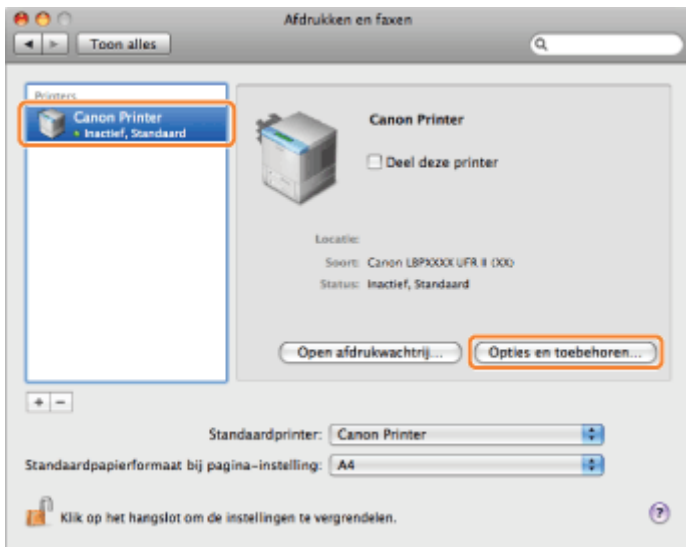 Afdrukken en faxen
Toon alles
Printers
Canon Printer
Inactief, Standaard
Canon Printer
Deel deze printer
Locatie:
Soort: Canon LBPXXXX UFR II (XX)
Status: Inactief, Standaard
Open afdrukwachtrij... Opties en toebehoren...
+ −
Standaardprinter: Canon Printer
Standaardpapierformaat bij pagina-instelling: A4
Klik op het hangslot om de instellingen te vergrendelen. ?